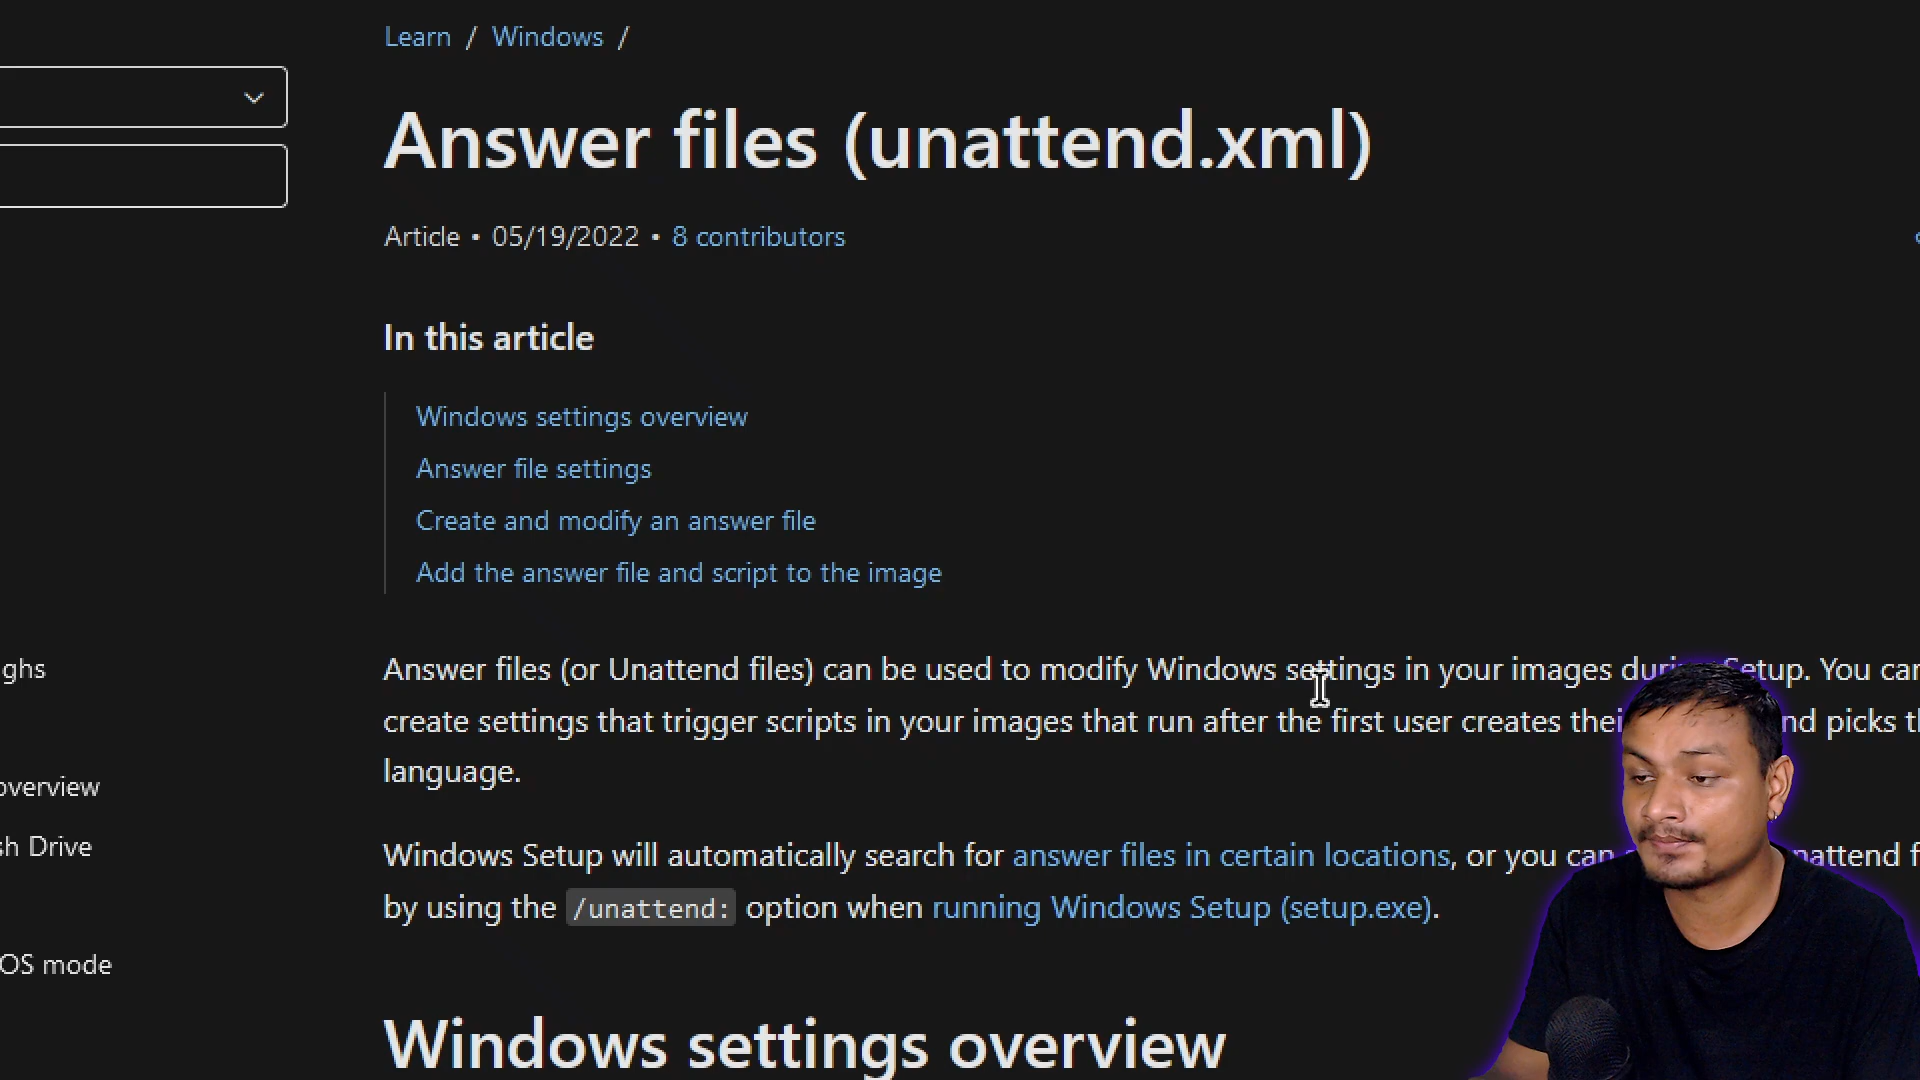 Learn / Windows /
Answer files (unattend.xml)
Article • 05/19/2022 • 8 contributors
In this article
Windows settings overview
Answer file settings
Create and modify an answer file
Add the answer file and script to the image
ghs
overview
sh Drive
OS mode
Answer files (or Unattend files) can be used to modify Windows settings in your images during Setup. You can
create settings that trigger scripts in your images that run after the first user creates their nd picks
language.
Windows Setup will automatically search for answer files in certain locations, or you can nattend
by using the /unattend: option when running Windows Setup (setup.exe).
Windows settings overview